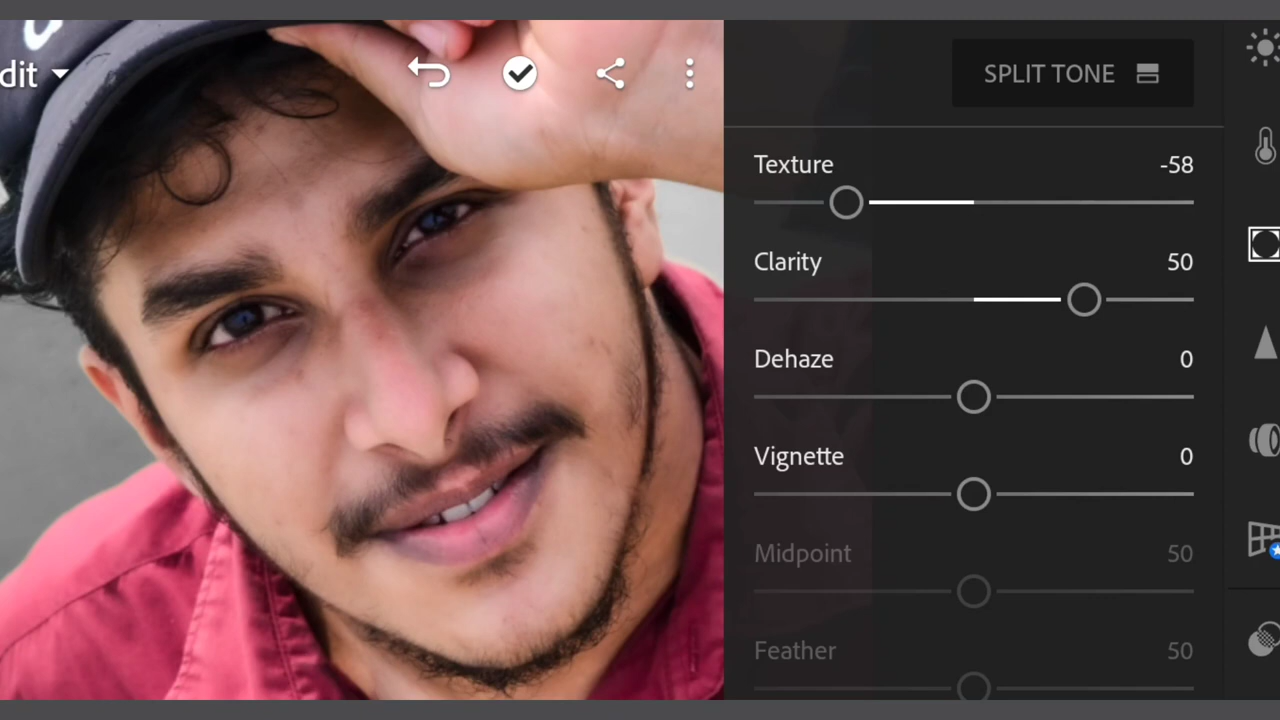 dit
SPLIT TONE
Texture -58
Clarity 50
Dehaze 0
Vignette 0
Midpoint 50
Feather 50